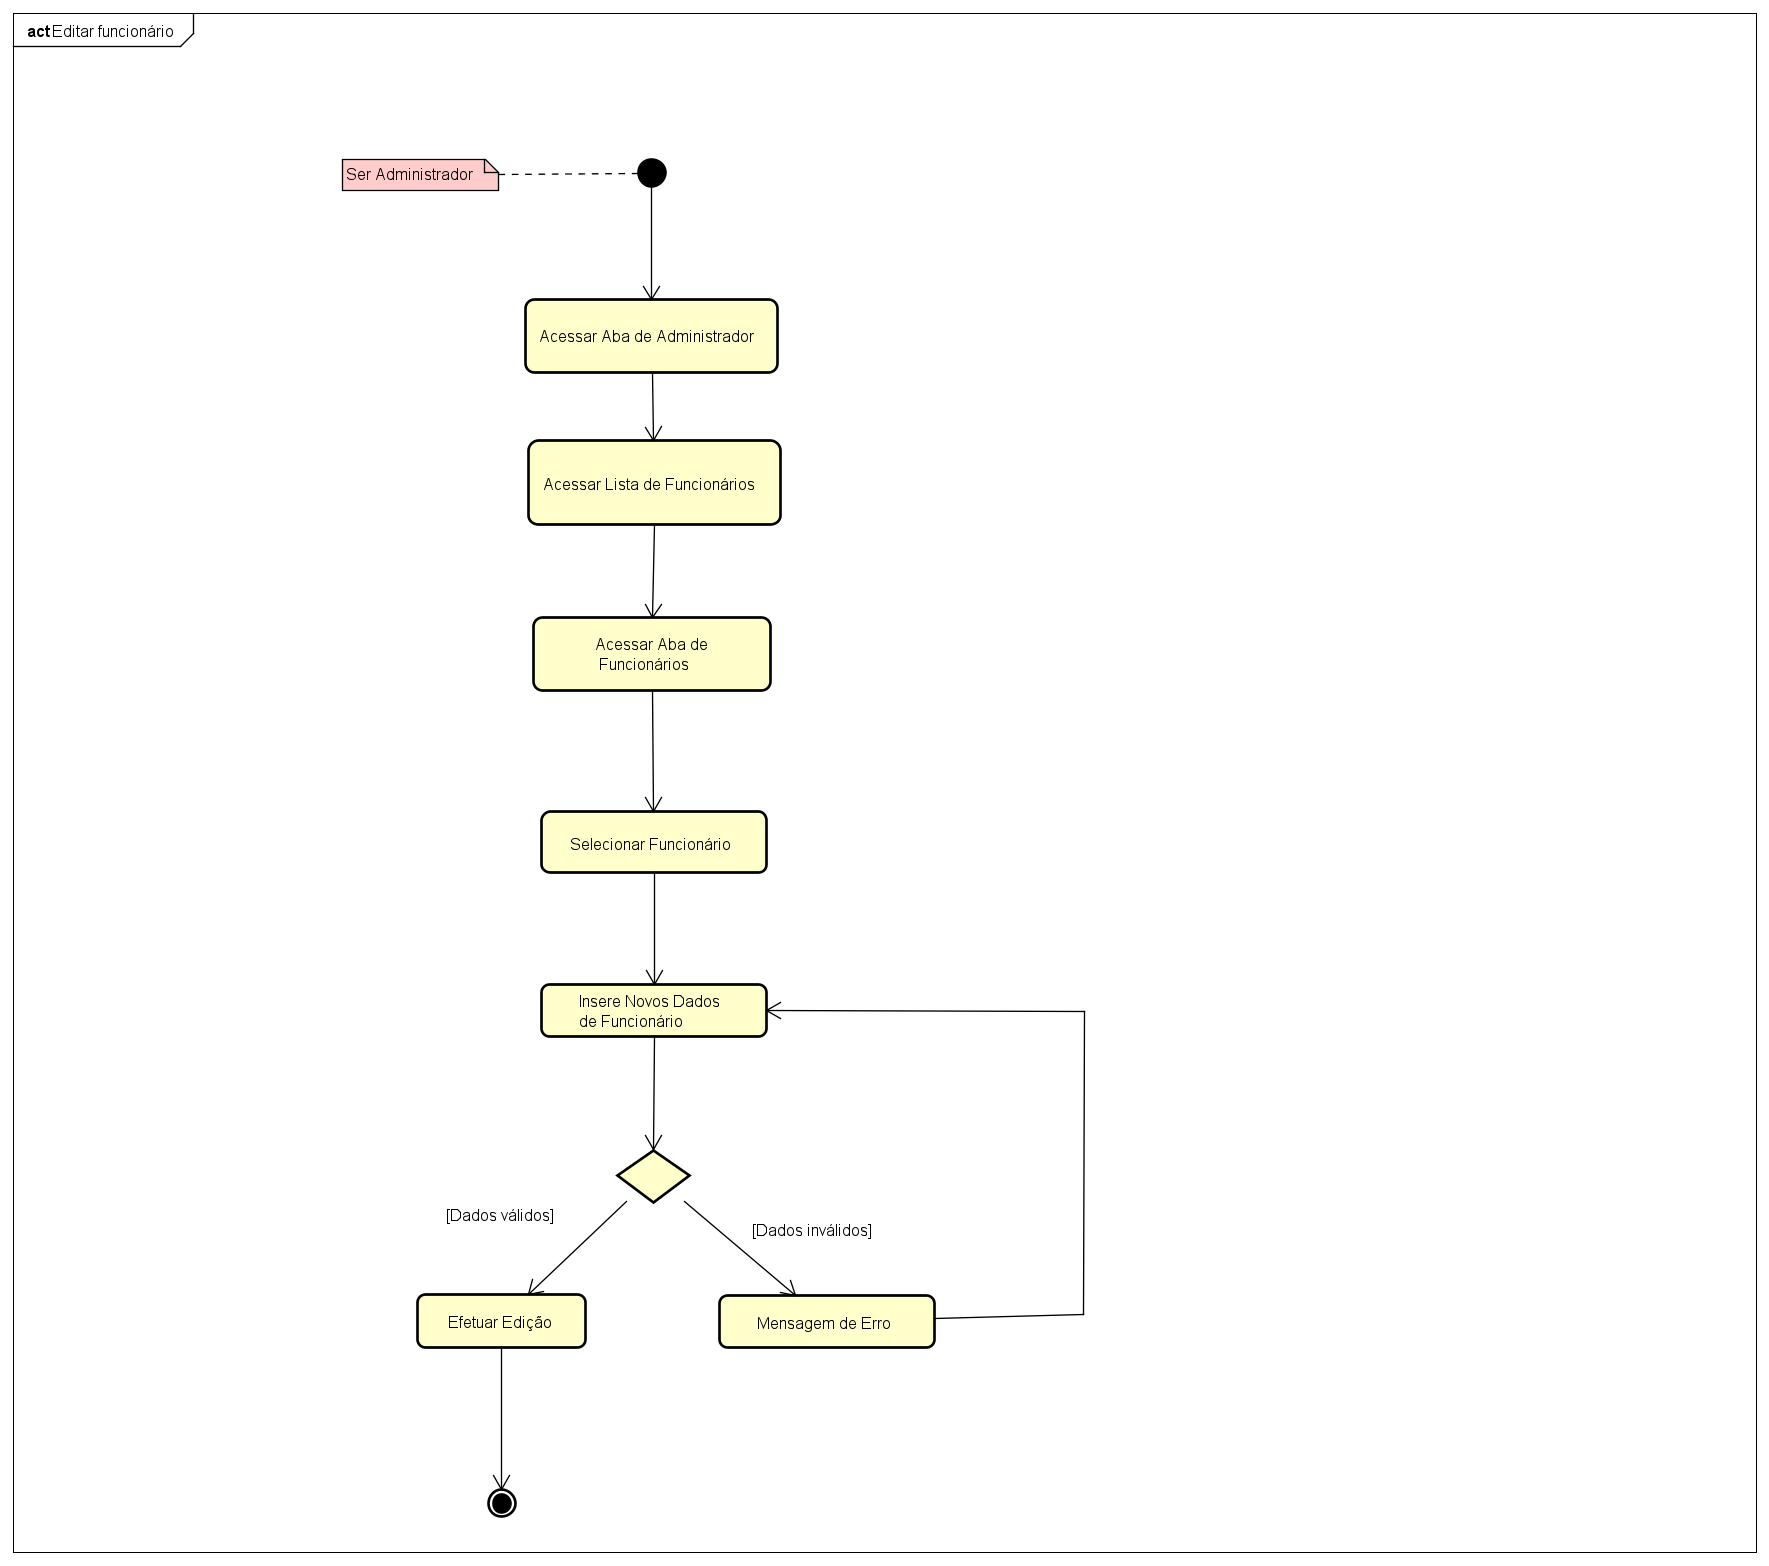 act Editar funcionário
Ser Administrador
Acessar Aba de Administrador
Acessar Lista de Funcionários
Acessar Aba de
Funcionários
Selecionar Funcionário
Insere Novos Dados
de Funcionário
[Dados válidos]
[Dados inválidos]
Efetuar Edição
Mensagem de Erro